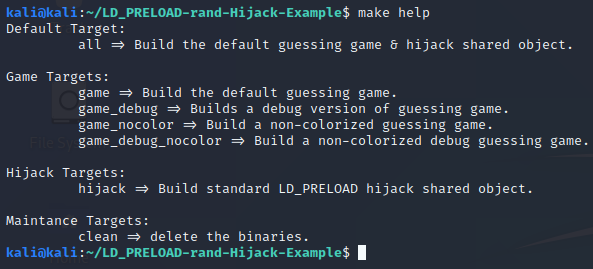 kali@kali:~/LD_PRELOAD-rand-Hijack-Example$ make help
Default Target:
        all => Build the default guessing game & hijack shared object.

Game Targets:
        game => Build the default guessing game.
        game_debug => Builds a debug version of guessing game.
        game_nocolor => Build a non-colorized guessing game.
        game_debug_nocolor => Build a non-colorized debug guessing game.

Hijack Targets:
        hijack => Build standard LD_PRELOAD hijack shared object.

Maintance Targets:
        clean => delete the binaries.
kali@kali:~/LD_PRELOAD-rand-Hijack-Example$